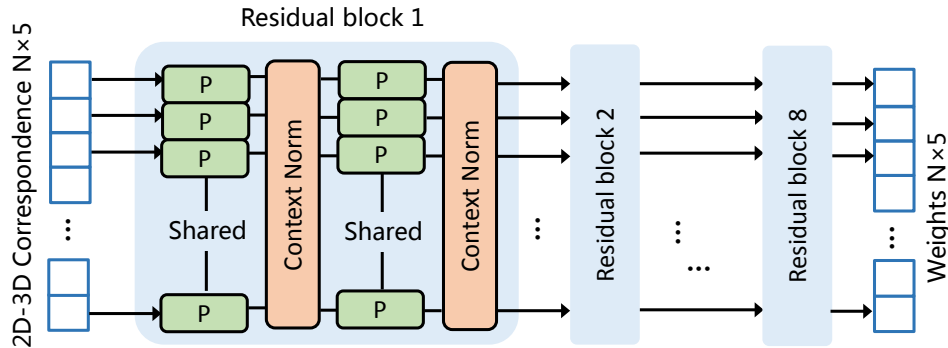 Residual block 1
2D-3D Correspondence N×5
P
P
P
Shared
P
Context Norm
P
P
P
Shared
P
Context Norm
...
Residual block 2
...
...
Residual block 8
...
Weights N×5